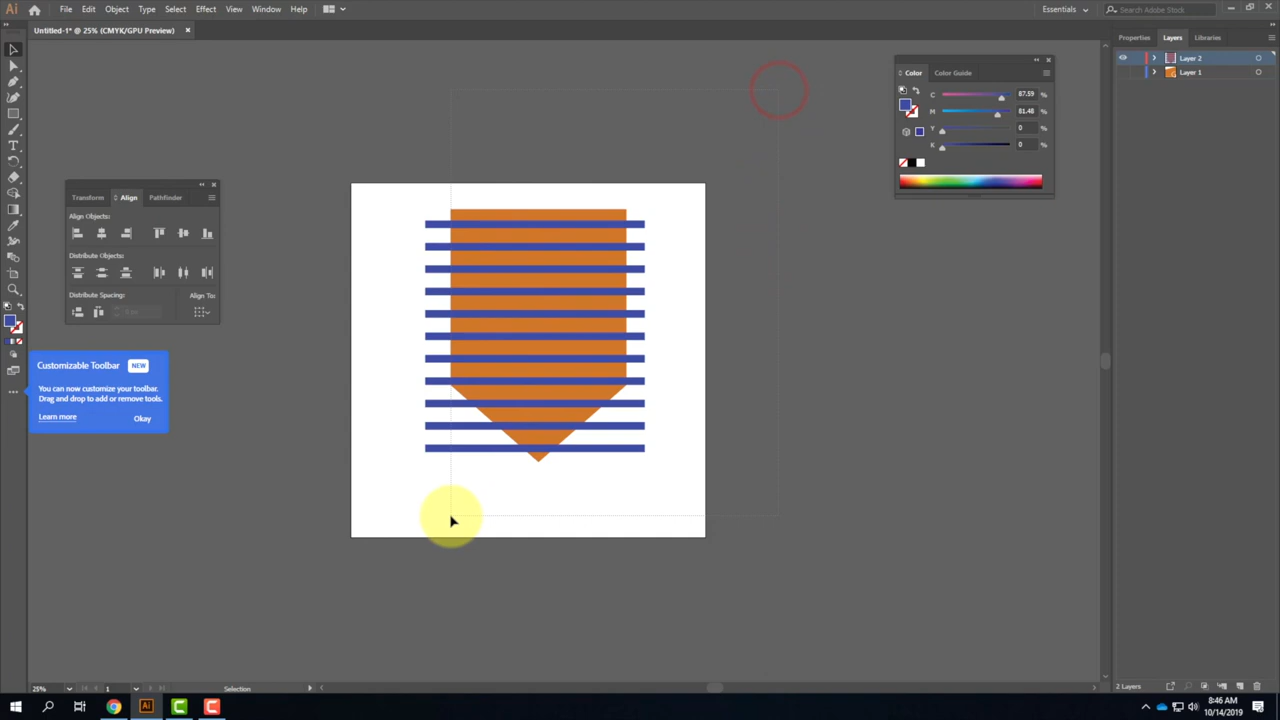 Ai File Edit Object Type Select Effect View Window Help Essentials Search Adobe Stock
Untitled-1* @ 25% (CMYK/GPU Preview)
Properties Layers Libraries
Layer 2
Layer 1
Color Color Guide
C 87.59 %
M 81.48 %
Y 0 %
K 0 %
Transform Align Pathfinder
Align Objects:
Distribute Objects:
Distribute Spacing: Align To:
Customizable Toolbar NEW
You can now customize your toolbar.
Drag and drop to add or remove tools.
Learn more Okay
25% 1 Selection
2 Layers
Ai
8:46 AM
10/14/2019